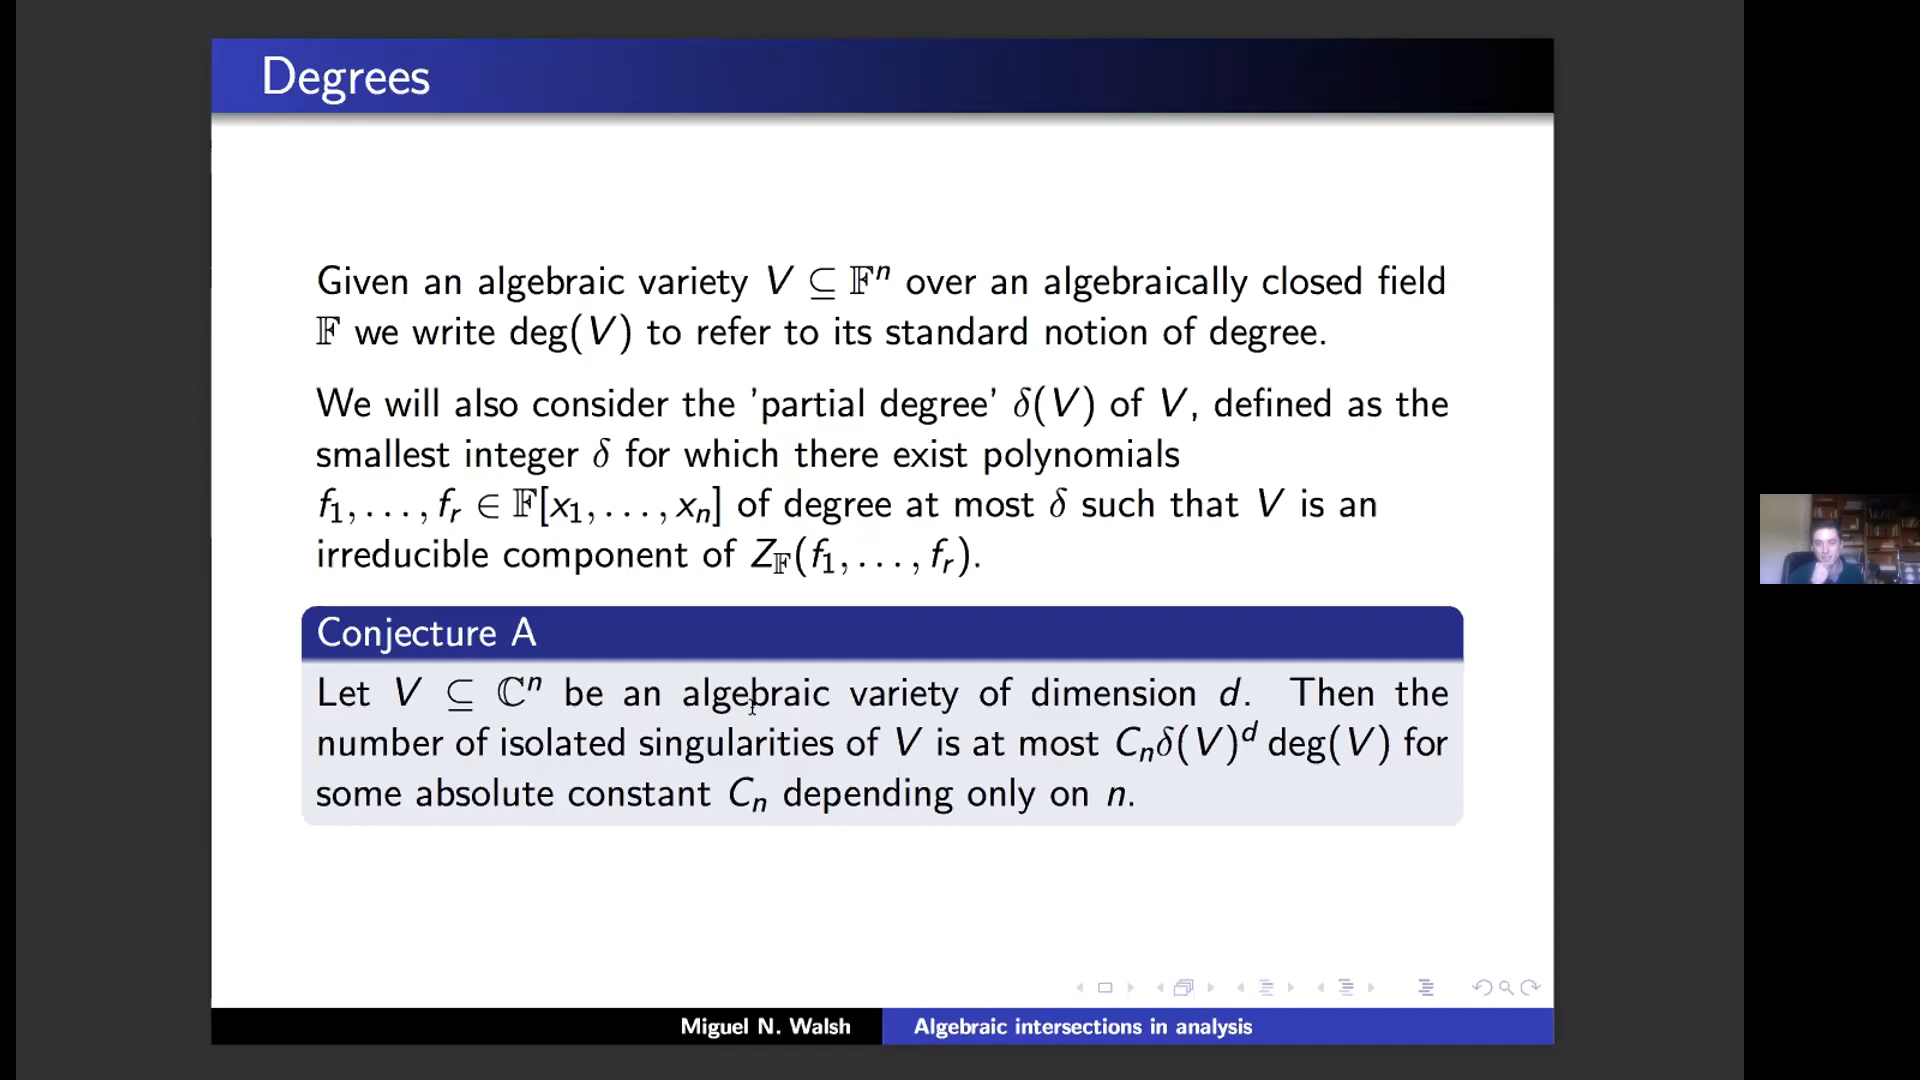 Degrees
Given an algebraic variety V ⊆ 𝔽ⁿ over an algebraically closed field
𝔽 we write deg(V) to refer to its standard notion of degree.
We will also consider the 'partial degree' δ(V) of V, defined as the
smallest integer δ for which there exist polynomials
f₁, . . . , fᵣ ∈ 𝔽[x₁, . . . , xₙ] of degree at most δ such that V is an
irreducible component of Z_𝔽(f₁, . . . , fᵣ).
Conjecture A
Let V ⊆ ℂⁿ be an algebraic variety of dimension d. Then the
number of isolated singularities of V is at most Cₙδ(V)ᵈ deg(V) for
some absolute constant Cₙ depending only on n.
Miguel N. Walsh
Algebraic intersections in analysis